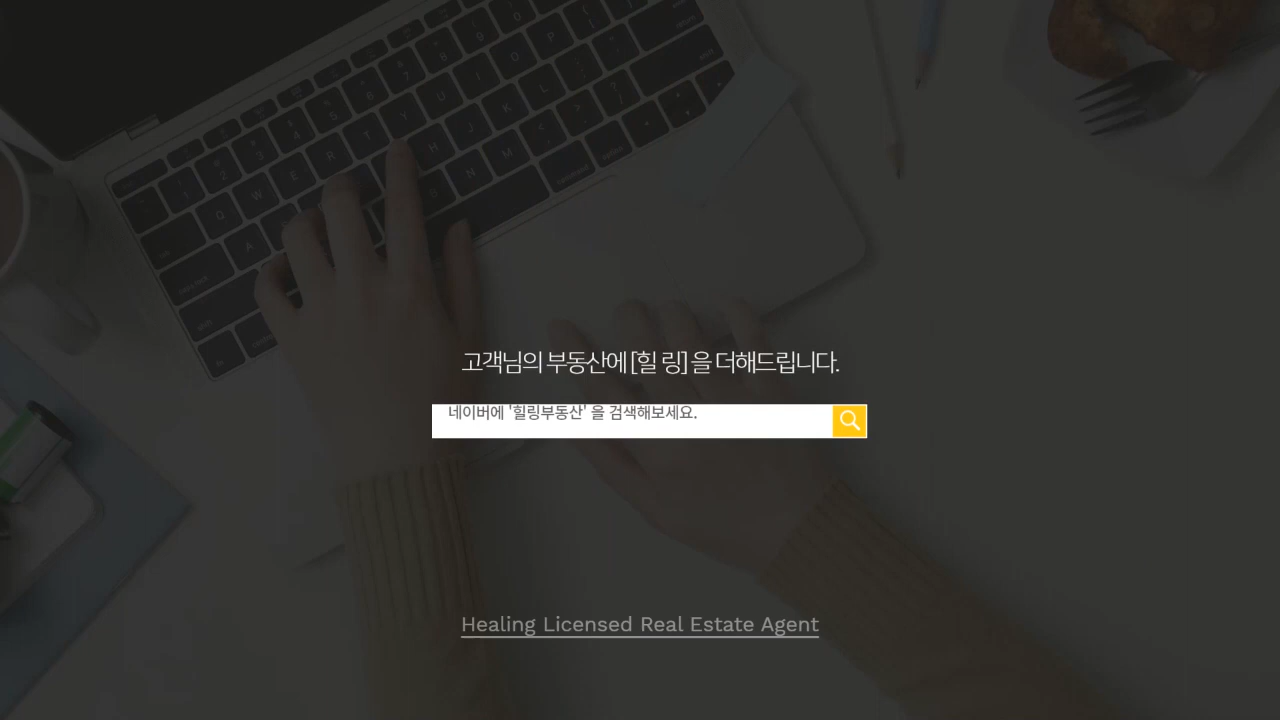 고객님의 부동산에 [힐 링] 을 더해드립니다.
네이버에 '힐링부동산' 을 검색해보세요.
Healing Licensed Real Estate Agent